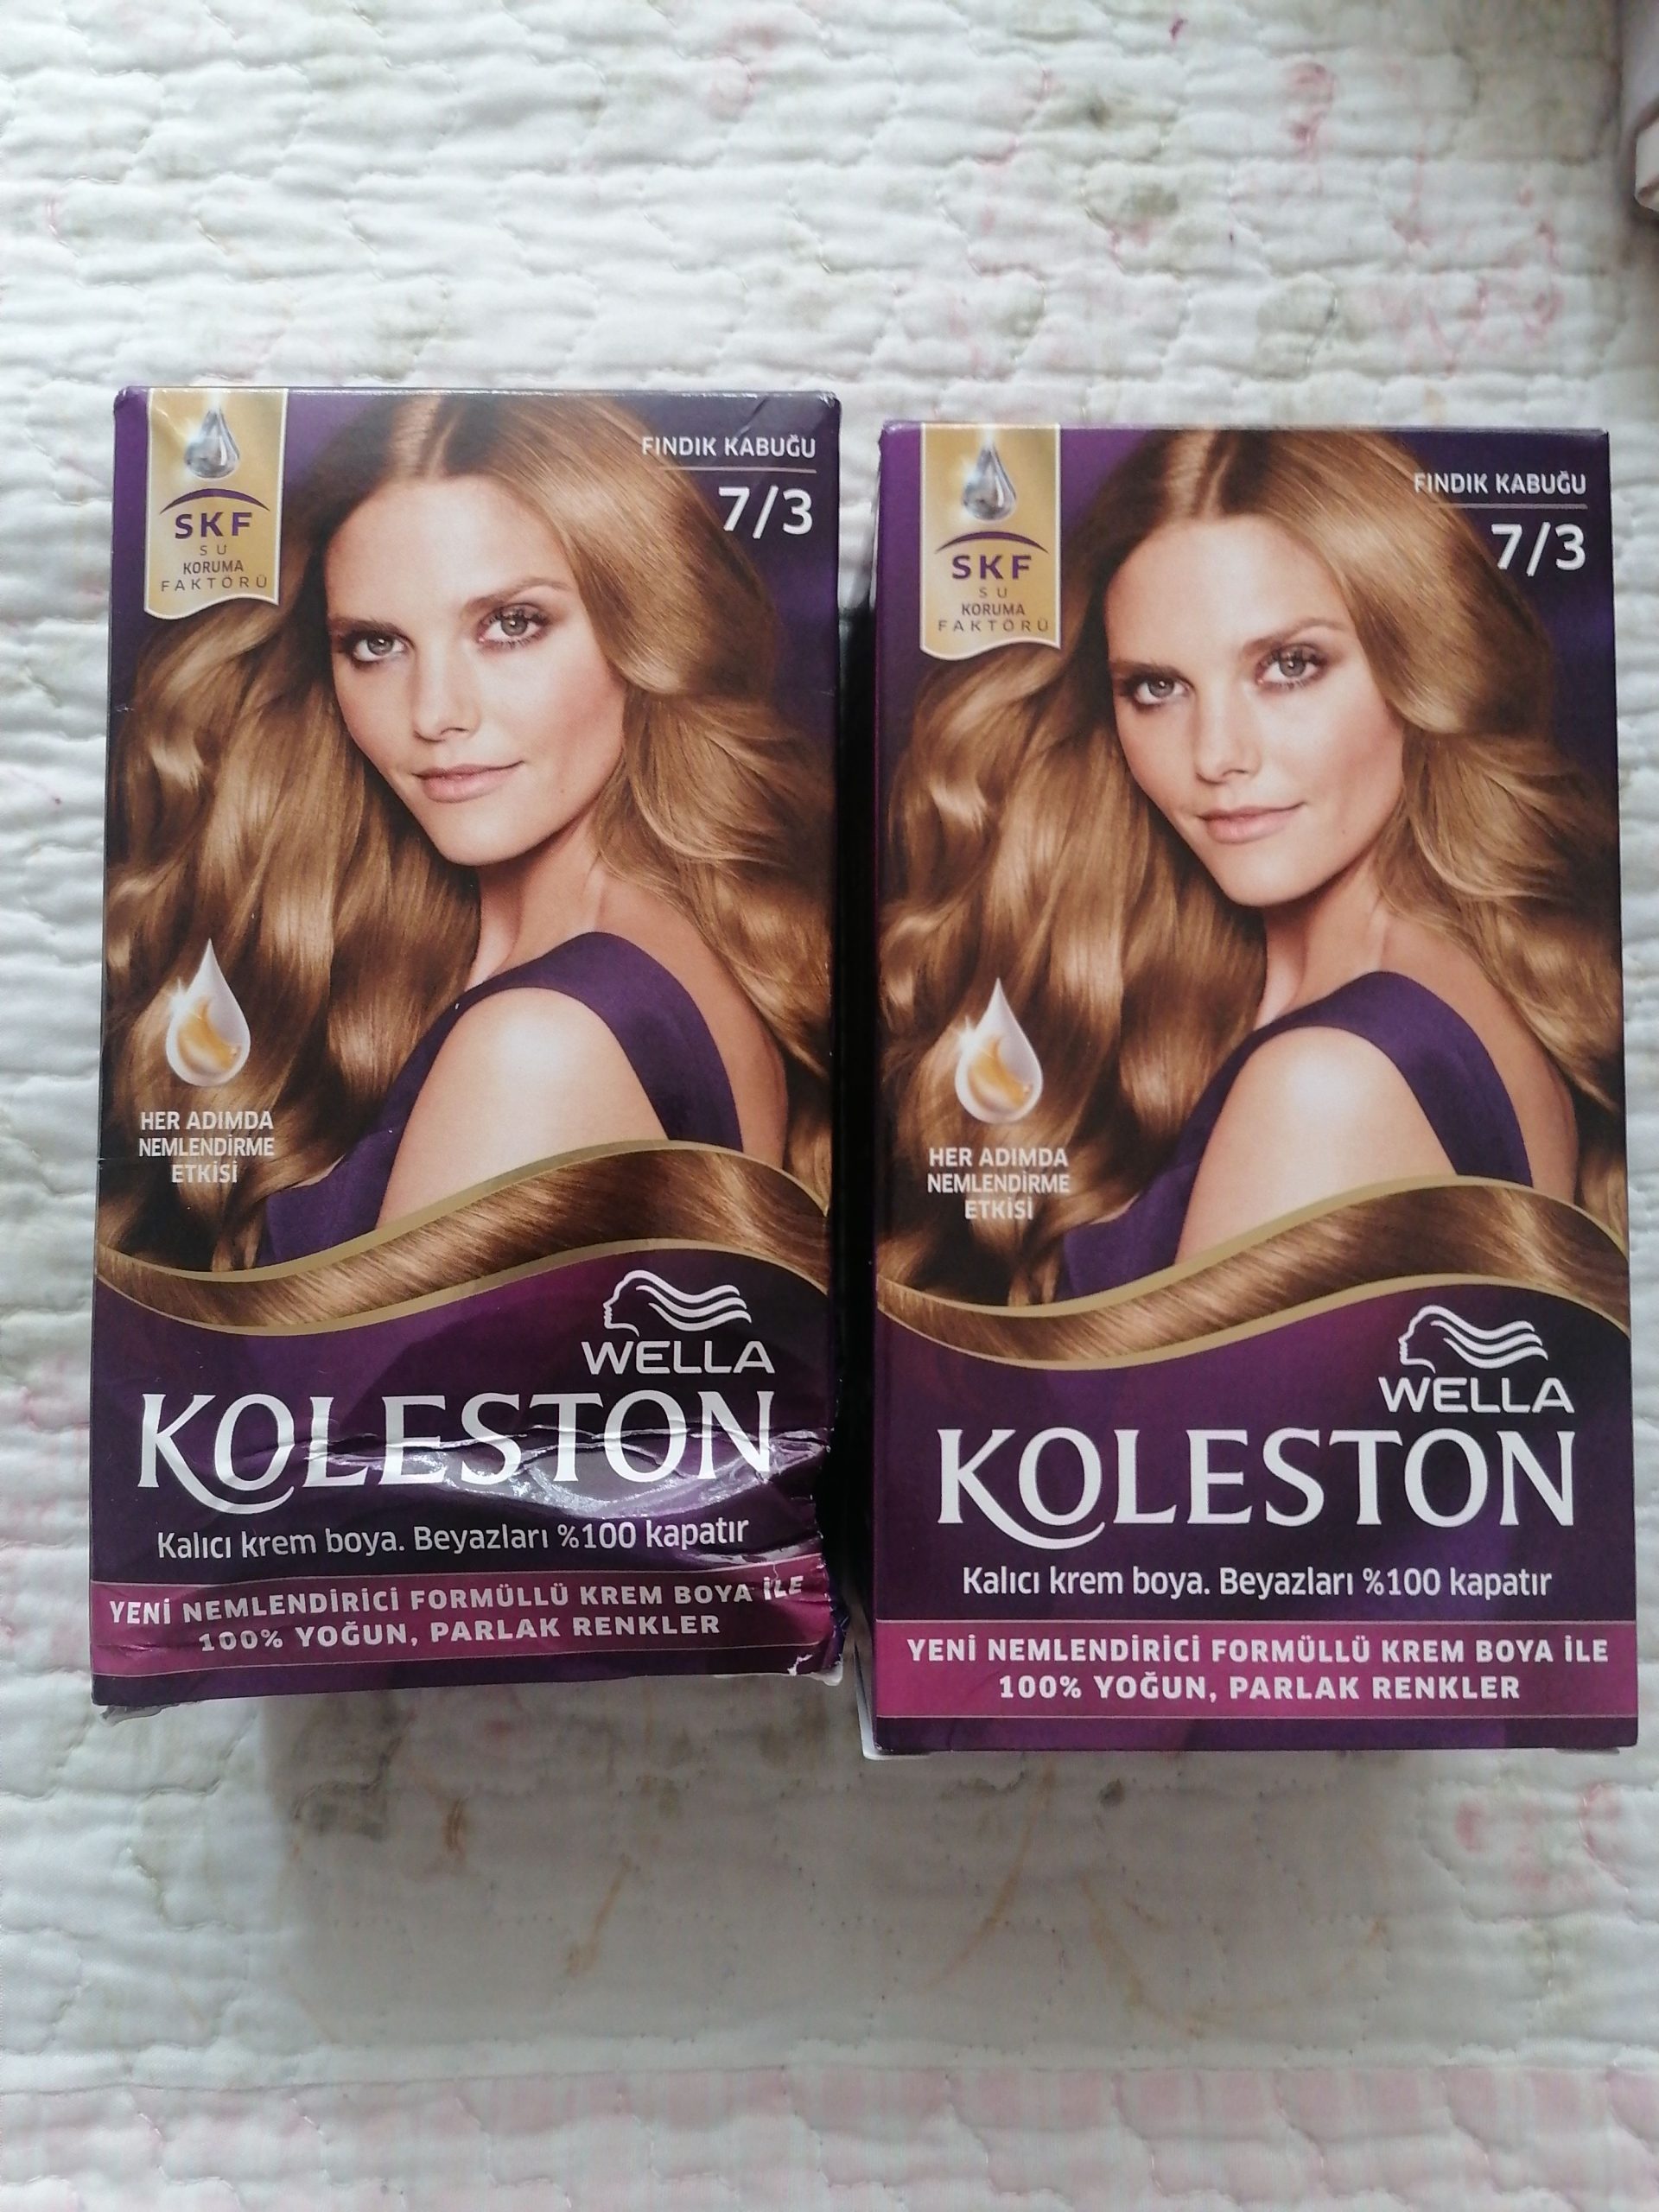 FINDIK KABUĞU
7/3
SKF
SU
KORUMA
FAKTÖRÜ
HER ADIMDA
NEMLENDİRME
ETKİSİ
WELLA
KOLESTON
Kalıcı krem boya. Beyazları %100 kapatır
YENİ NEMLENDİRİCİ FORMÜLLÜ KREM BOYA İLE
100% YOĞUN, PARLAK RENKLER
FINDIK KABUĞU
7/3
SKF
SU
KORUMA
FAKTÖRÜ
HER ADIMDA
NEMLENDİRME
ETKİSİ
WELLA
KOLESTON
Kalıcı krem boya. Beyazları %100 kapatır
YENİ NEMLENDİRİCİ FORMÜLLÜ KREM BOYA İLE
100% YOĞUN, PARLAK RENKLER